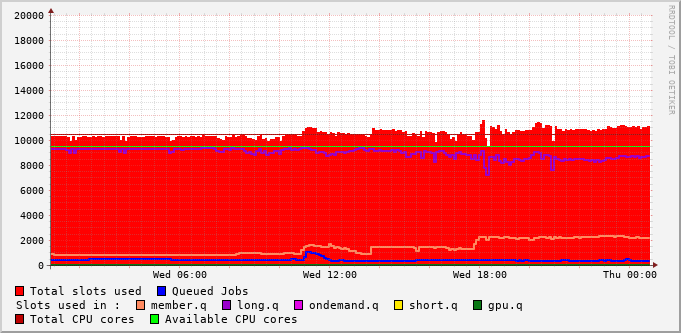 20000
18000
16000
14000
12000
10000
8000
6000
4000
2000
0
Wed 06:00 Wed 12:00 Wed 18:00 Thu 00:00
RRDTOOL / TOBI OETIKER
Total slots used Queued Jobs
Slots used in : member.q long.q ondemand.q short.q gpu.q
Total CPU cores Available CPU cores